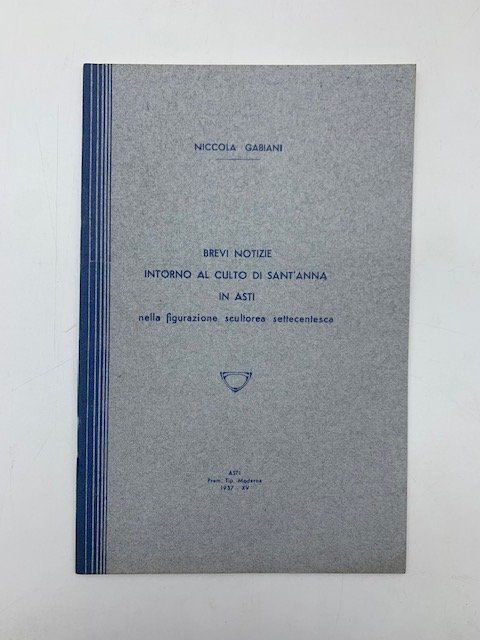 NICCOLA GABIANI
BREVI NOTIZIE
INTORNO AL CULTO DI SANT'ANNA
IN ASTI
nella figurazione scultorea settecentesca
ASTI
Prem. Tip. Moderna
1937 - XV